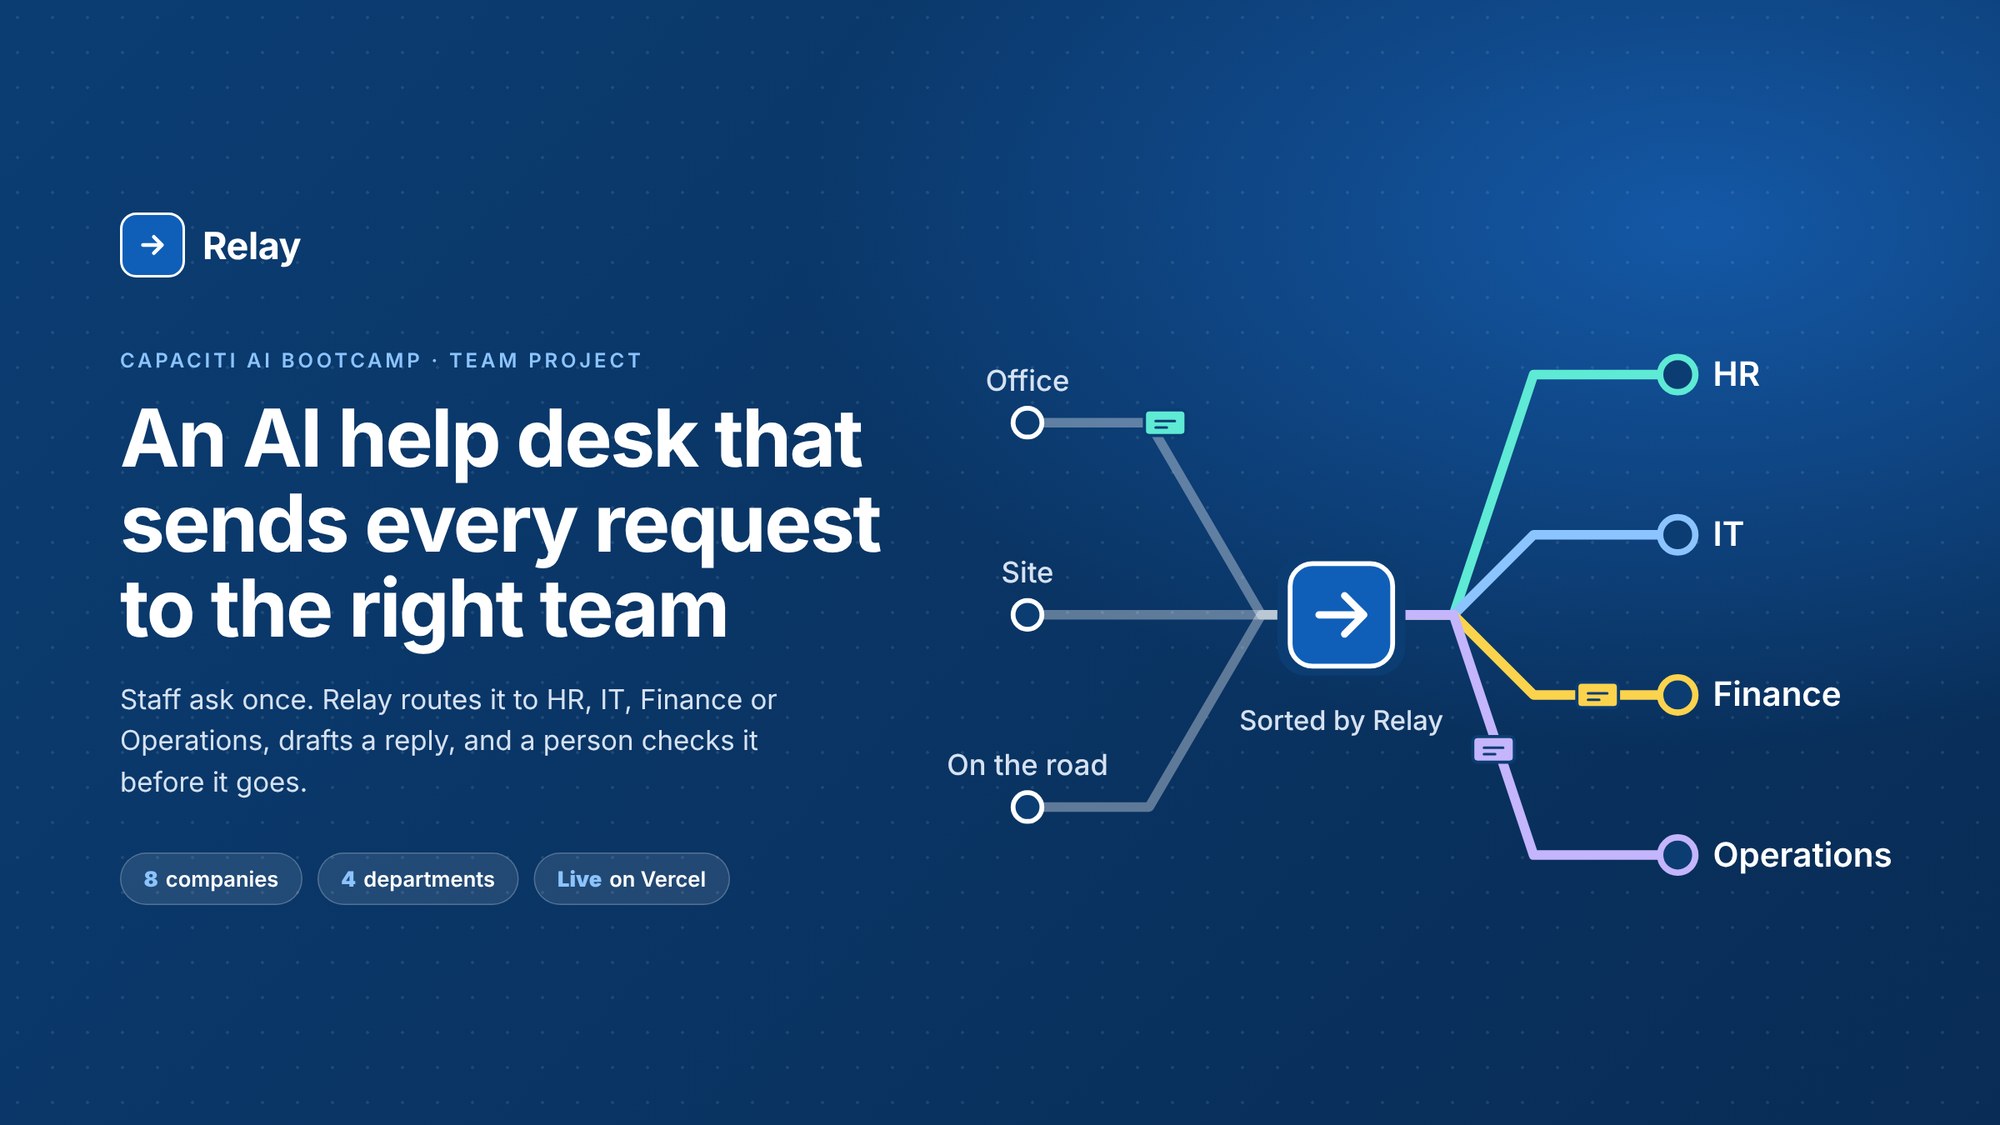 Relay
CAPACITI AI BOOTCAMP · TEAM PROJECT
An AI help desk that
sends every request
to the right team
Staff ask once. Relay routes it to HR, IT, Finance or
Operations, drafts a reply, and a person checks it
before it goes.
8 companies
4 departments
Live on Vercel
Office
Site
On the road
Sorted by Relay
HR
IT
Finance
Operations